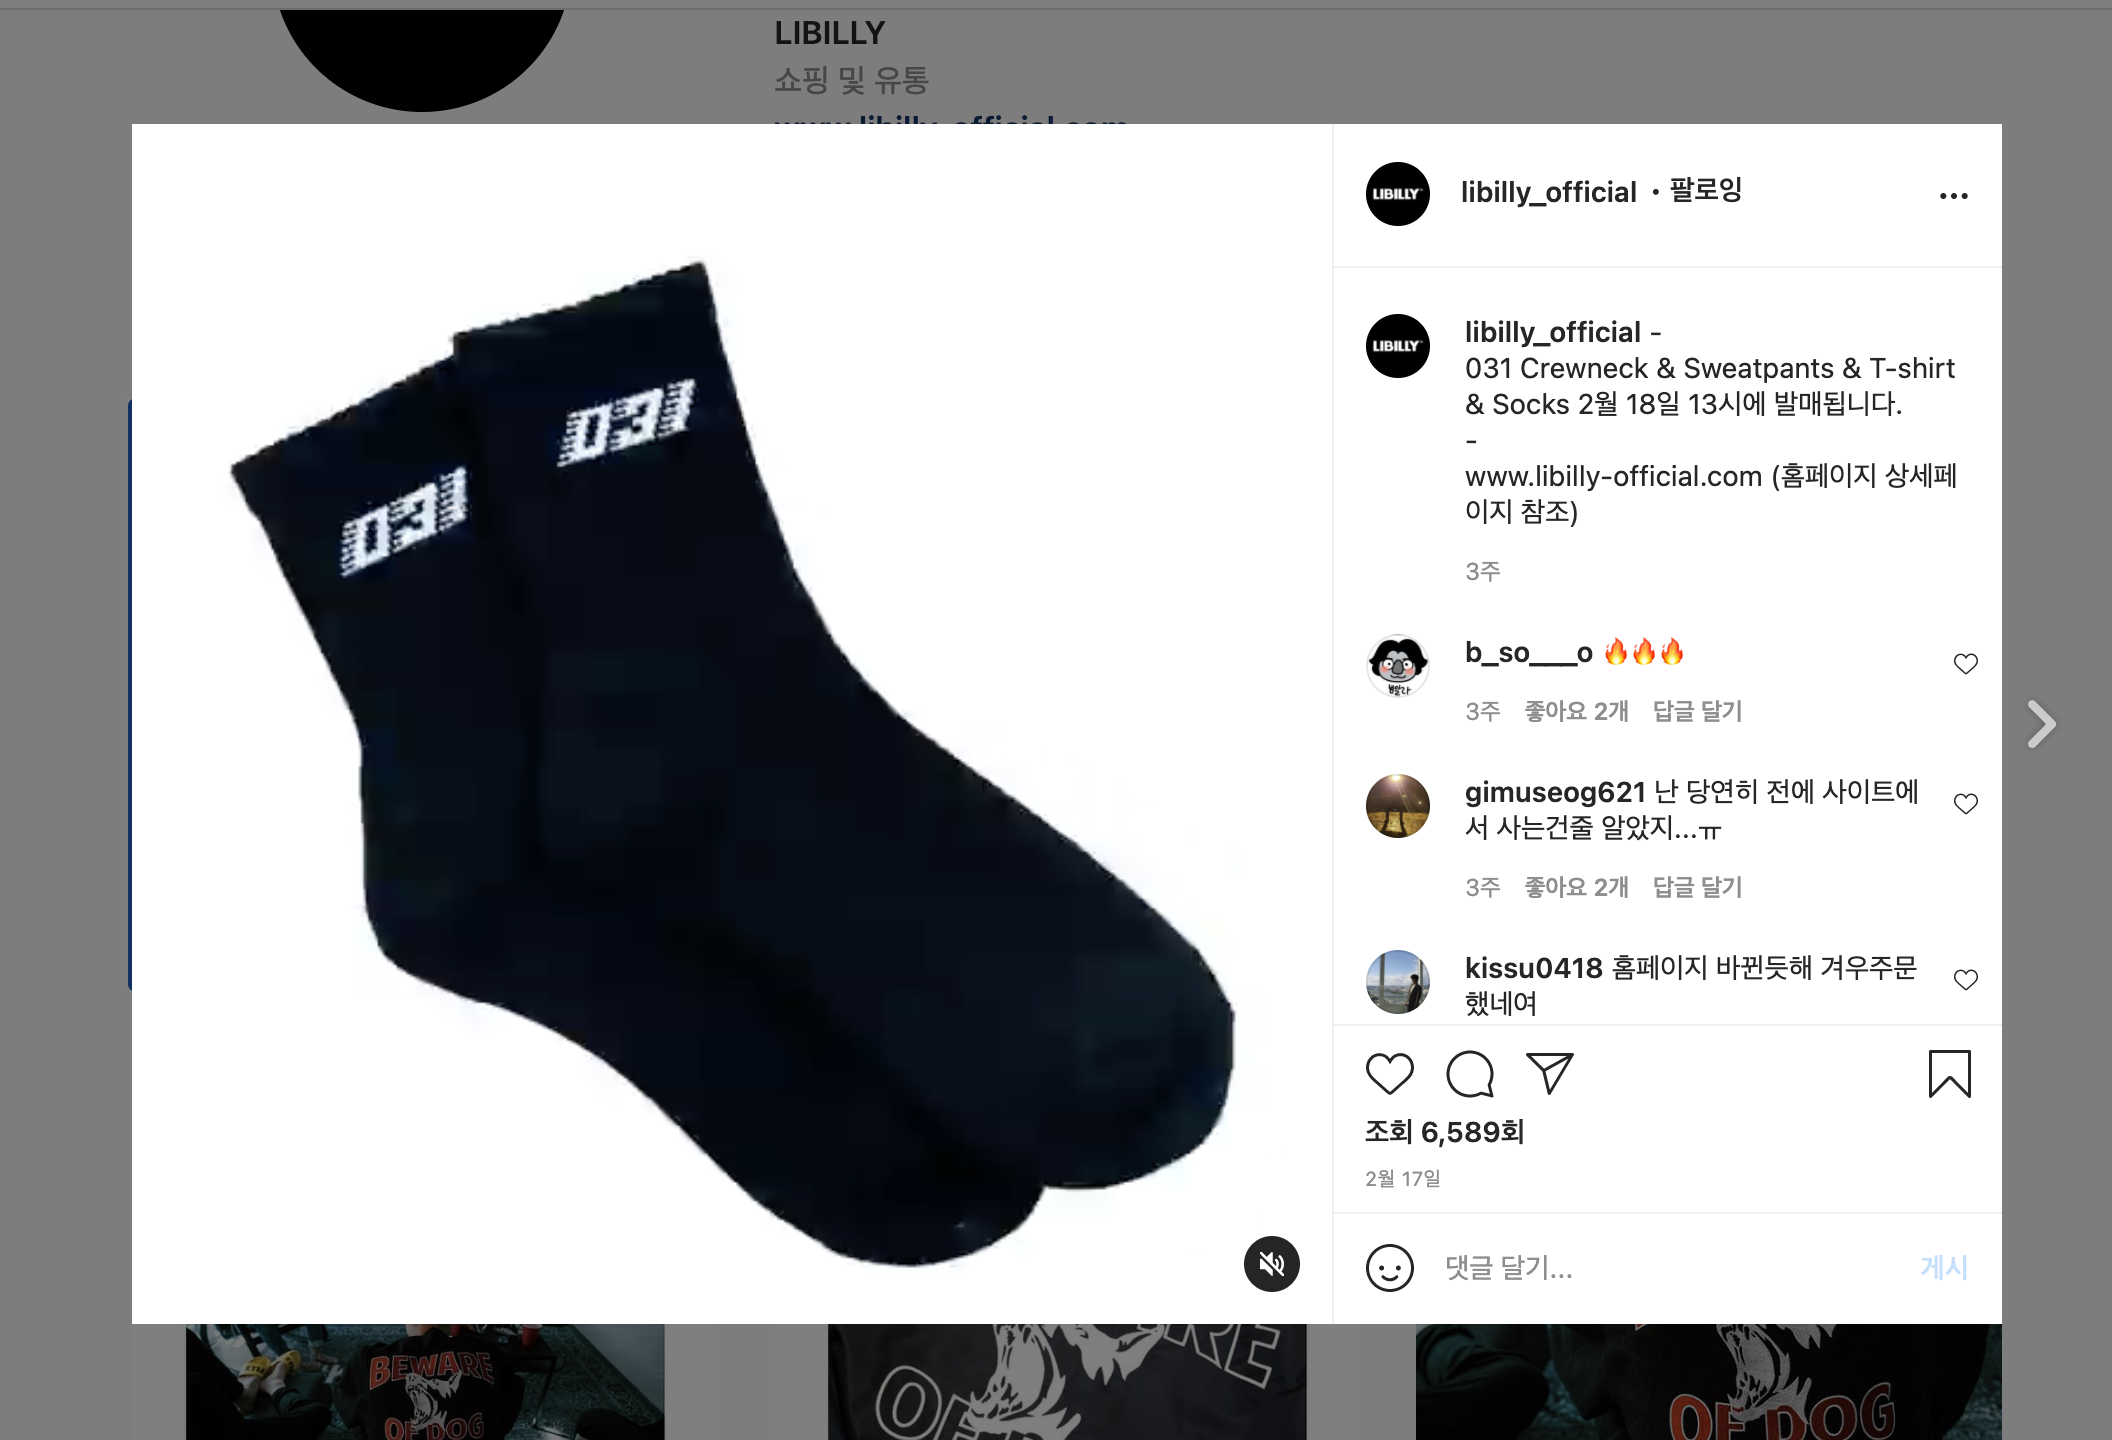 LIBILLY
쇼핑 및 유통
www.libilly-official.com
031
031
LIBILLY
libilly_official • 팔로잉
LIBILLY
libilly_official -
031 Crewneck & Sweatpants & T-shirt
& Socks 2월 18일 13시에 발매됩니다.
-
www.libilly-official.com (홈페이지 상세페
이지 참조)
3주
b_so___o 🔥🔥🔥
3주 좋아요 2개 답글 달기
gimuseog621 난 당연히 전에 사이트에
서 사는건줄 알았지...ㅠ
3주 좋아요 2개 답글 달기
kissu0418 홈페이지 바뀐듯해 겨우주문
했네여
조회 6,589회
2월 17일
댓글 달기...
게시
BEWARE
OF DOG
OF DOG